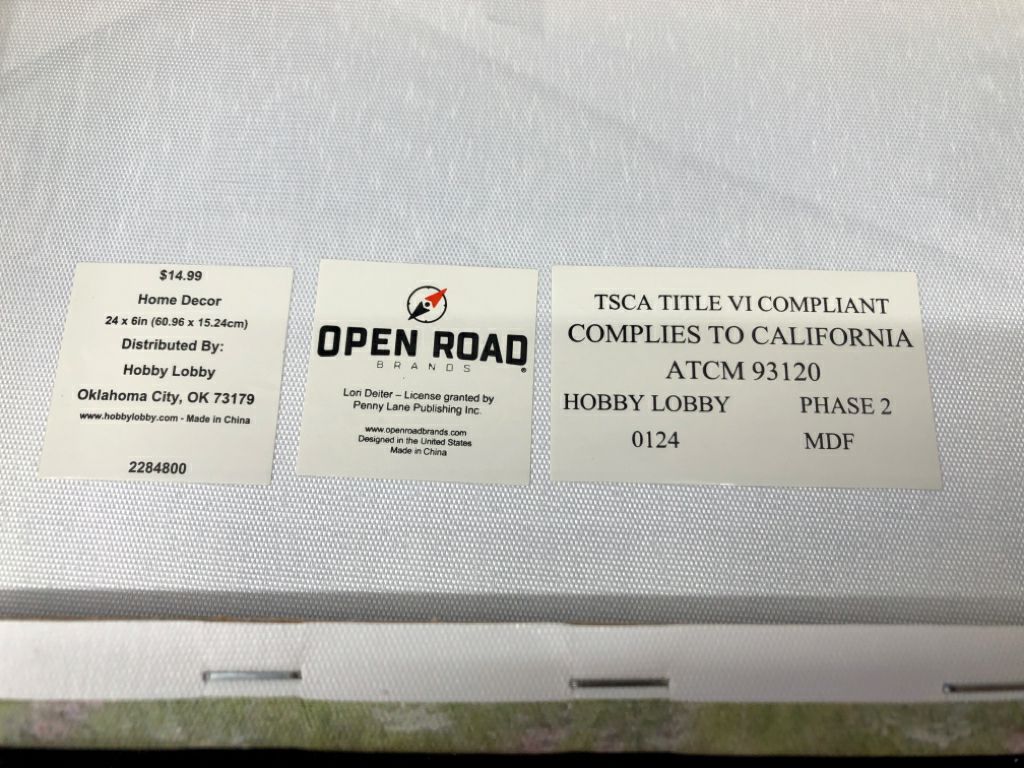 $14.99
Home Decor
24 x 6in (60.96 x 15.24cm)
Distributed By:
Hobby Lobby
Oklahoma City, OK 73179
www.hobbylobby.com - Made in China
2284800
OPEN ROAD®
BRANDS
Lori Deiter – License granted by
Penny Lane Publishing Inc.
www.openroadbrands.com
Designed in the United States
Made in China
TSCA TITLE VI COMPLIANT
COMPLIES TO CALIFORNIA
ATCM 93120
HOBBY LOBBY PHASE 2
0124 MDF